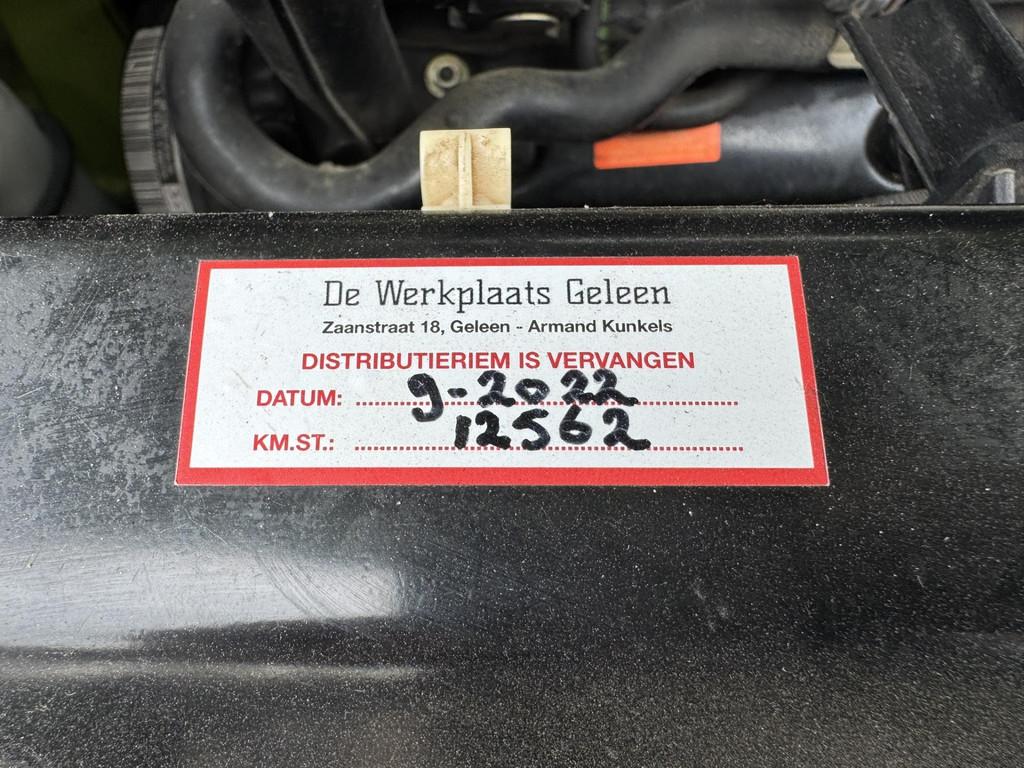 De Werkplaats Geleen
Zaanstraat 18, Geleen - Armand Kunkels
DISTRIBUTIERIEM IS VERVANGEN
DATUM: 9-2022
KM.ST.: 12562